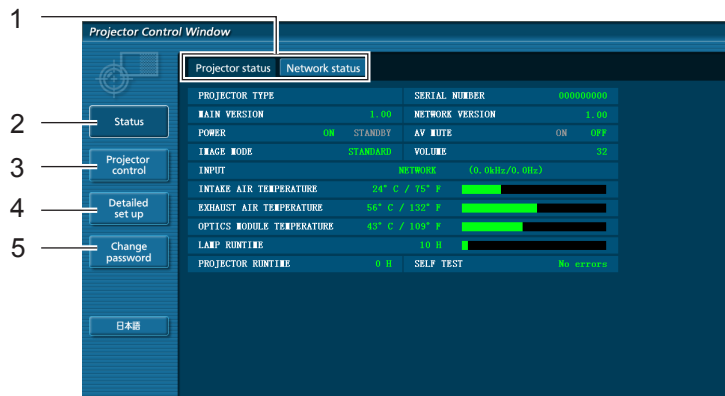 1
Projector Control Window
Projector status Network status
PROJECTOR TYPE SERIAL NUMBER 000000000
MAIN VERSION 1.00 NETWORK VERSION 1.00
2 Status
POWER ON STANDBY AV MUTE ON OFF
IMAGE MODE STANDARD VOLUME 32
3 Projector control
INPUT NETWORK (0.0kHz/0.0Hz)
INTAKE AIR TEMPERATURE 24° C / 75° F
4 Detailed set up
EXHAUST AIR TEMPERATURE 56° C / 132° F
OPTICS MODULE TEMPERATURE 43° C / 109° F
5 Change password
LAMP RUNTIME 10 H
PROJECTOR RUNTIME 0 H SELF TEST No errors
日本語